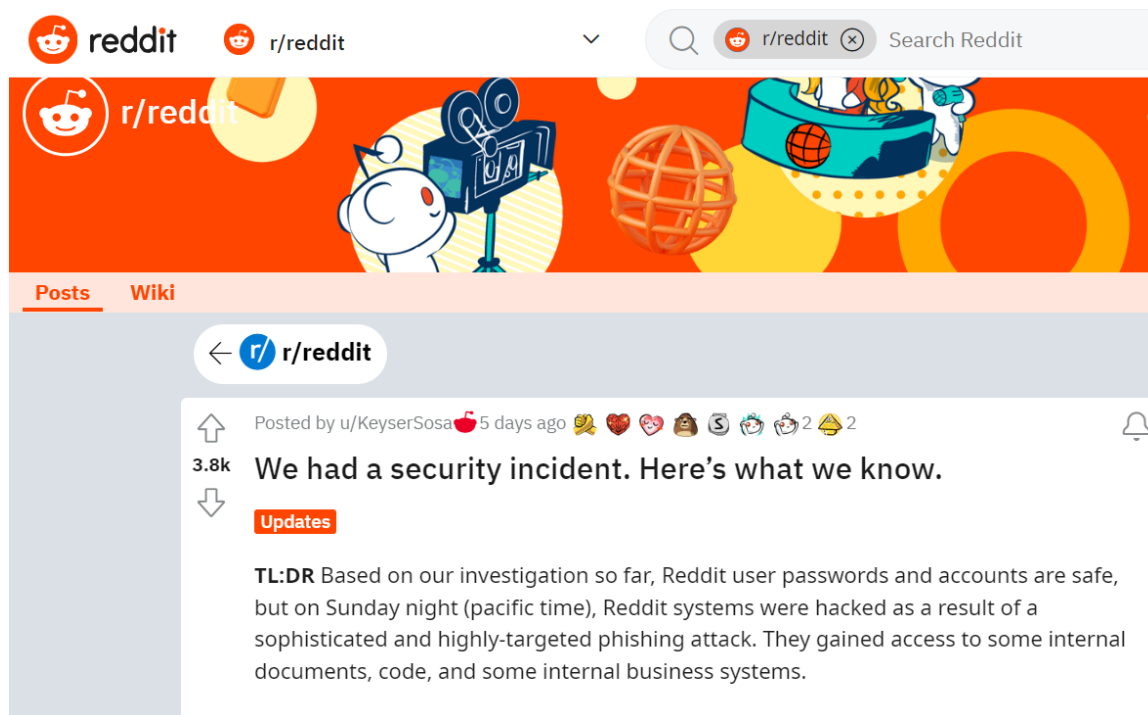 reddit
r/reddit
r/reddit
Search Reddit
r/reddit
Posts
Wiki
r/
r/reddit
Posted by u/KeyserSosa 5 days ago 2 2
3.8k
We had a security incident. Here’s what we know.
Updates
TL:DR Based on our investigation so far, Reddit user passwords and accounts are safe,
but on Sunday night (pacific time), Reddit systems were hacked as a result of a
sophisticated and highly-targeted phishing attack. They gained access to some internal
documents, code, and some internal business systems.